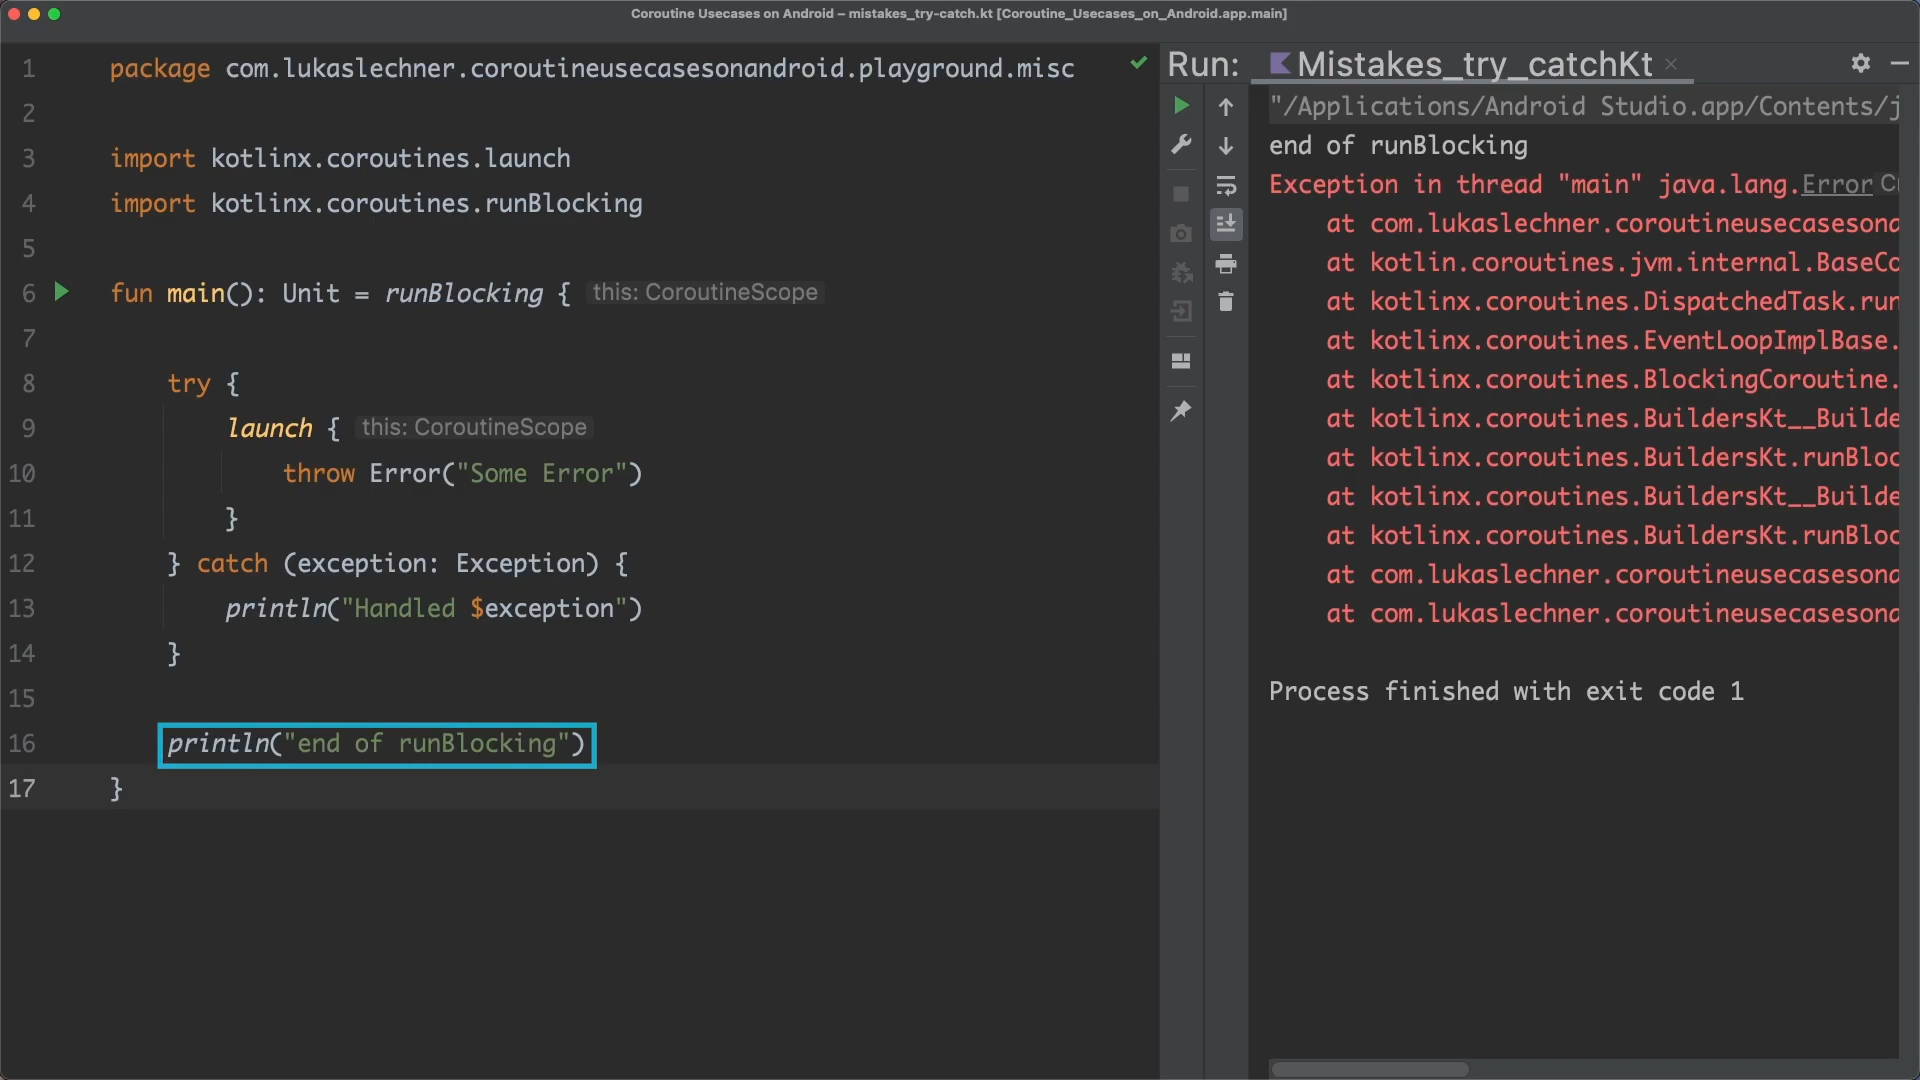 Coroutine Usecases on Android – mistakes_try-catch.kt [Coroutine_Usecases_on_Android.app.main]
1 package com.lukaslechner.coroutineusecasesonandroid.playground.misc
2
3 import kotlinx.coroutines.launch
4 import kotlinx.coroutines.runBlocking
5
6 fun main(): Unit = runBlocking { this: CoroutineScope
7
8 try {
9 launch { this: CoroutineScope
10 throw Error("Some Error")
11 }
12 } catch (exception: Exception) {
13 println("Handled $exception")
14 }
15
16 println("end of runBlocking")
17 }
Run: Mistakes_try_catchKt
"/Applications/Android Studio.app/Contents/j
end of runBlocking
Exception in thread "main" java.lang.Error
at com.lukaslechner.coroutineusecasesona
at kotlin.coroutines.jvm.internal.BaseCo
at kotlinx.coroutines.DispatchedTask.run
at kotlinx.coroutines.EventLoopImplBase.
at kotlinx.coroutines.BlockingCoroutine.
at kotlinx.coroutines.BuildersKt__Builde
at kotlinx.coroutines.BuildersKt.runBloc
at kotlinx.coroutines.BuildersKt__Builde
at kotlinx.coroutines.BuildersKt.runBloc
at com.lukaslechner.coroutineusecasesona
at com.lukaslechner.coroutineusecasesona
Process finished with exit code 1